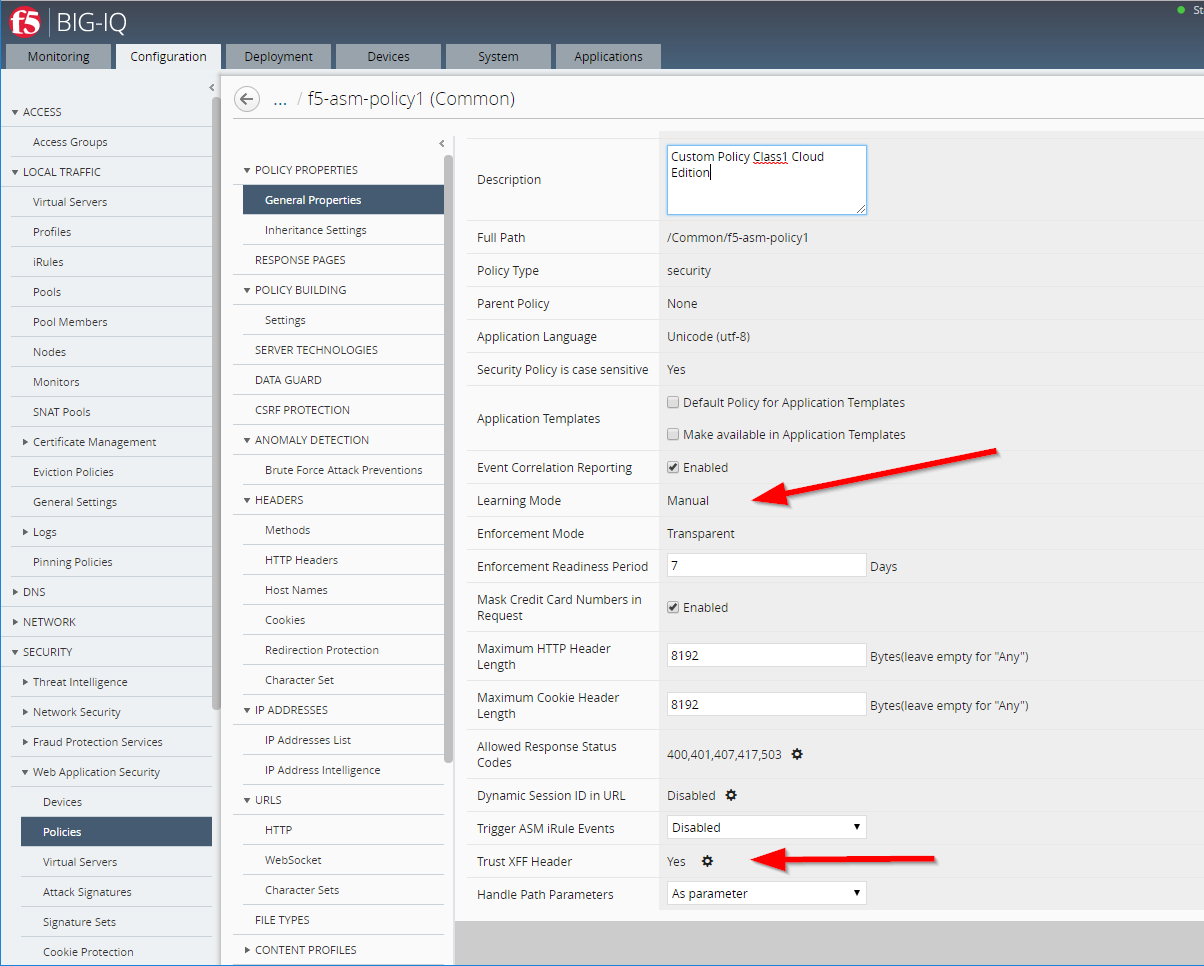 f5 BIG-IQ
St
Monitoring Configuration Deployment Devices System Applications
ACCESS
Access Groups
LOCAL TRAFFIC
Virtual Servers
Profiles
iRules
Pools
Pool Members
Nodes
Monitors
SNAT Pools
Certificate Management
Eviction Policies
General Settings
Logs
Pinning Policies
DNS
NETWORK
SECURITY
Threat Intelligence
Network Security
Fraud Protection Services
Web Application Security
Devices
Policies
Virtual Servers
Attack Signatures
Signature Sets
Cookie Protection
... / f5-asm-policy1 (Common)
POLICY PROPERTIES
General Properties
Inheritance Settings
RESPONSE PAGES
POLICY BUILDING
Settings
SERVER TECHNOLOGIES
DATA GUARD
CSRF PROTECTION
ANOMALY DETECTION
Brute Force Attack Preventions
HEADERS
Methods
HTTP Headers
Host Names
Cookies
Redirection Protection
Character Set
IP ADDRESSES
IP Addresses List
IP Address Intelligence
URLS
HTTP
WebSocket
Character Sets
FILE TYPES
CONTENT PROFILES
Description
Custom Policy Class1 Cloud
Edition
Full Path /Common/f5-asm-policy1
Policy Type security
Parent Policy None
Application Language Unicode (utf-8)
Security Policy is case sensitive Yes
Application Templates
Default Policy for Application Templates
Make available in Application Templates
Event Correlation Reporting Enabled
Learning Mode Manual
Enforcement Mode Transparent
Enforcement Readiness Period 7 Days
Mask Credit Card Numbers in
Request
Enabled
Maximum HTTP Header
Length
8192 Bytes(leave empty for "Any")
Maximum Cookie Header
Length
8192 Bytes(leave empty for "Any")
Allowed Response Status
Codes
400,401,407,417,503
Dynamic Session ID in URL Disabled
Trigger ASM iRule Events Disabled
Trust XFF Header Yes
Handle Path Parameters As parameter